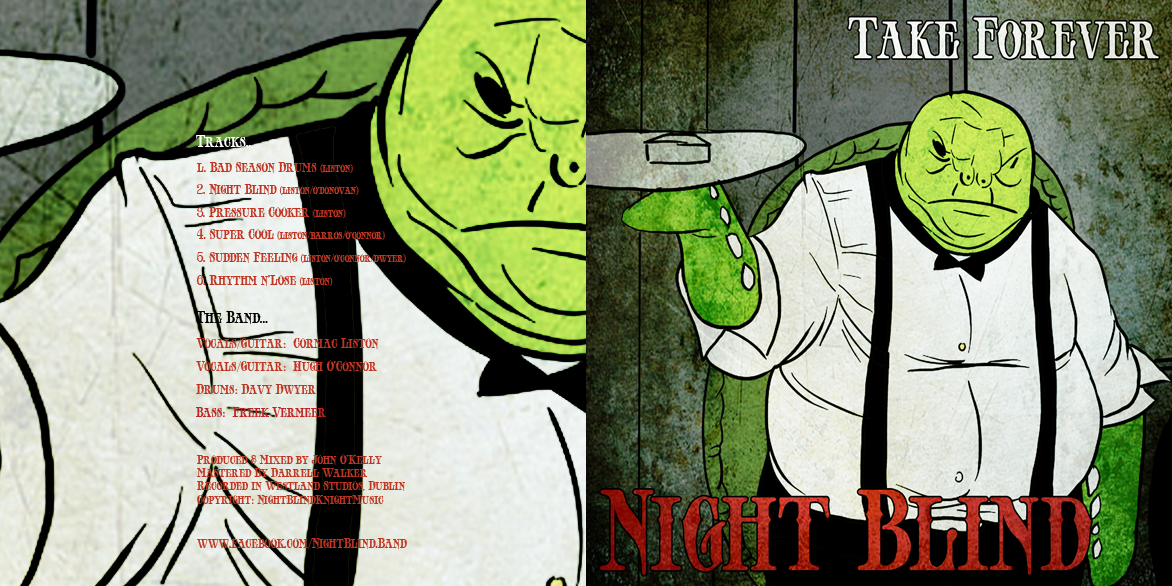 Tracks..
1. Bad Season Drums (Liston)
2. Night Blind (Liston/O'Donovan)
3. Pressure Cooker (Liston)
4. Super Cool (Liston/Barros/O'Connor)
5. Sudden Feeling (Liston/O'Connor/Dwyer)
6. Rhythm n'Lose (Liston)
The Band...
Vocals/Guitar: Cormac Liston
Vocals/Guitar: Hugh O'Connor
Drums: Davy Dwyer
Bass: Freek Vermeer
Produced & Mixed by John O'Kelly
Mastered by Darrell Walker
Recorded in Westland Studios, Dublin
Copyright: NightBlindKnightMusic
www.facebook.com/NightBlind.Band
Take Forever
Night Blind